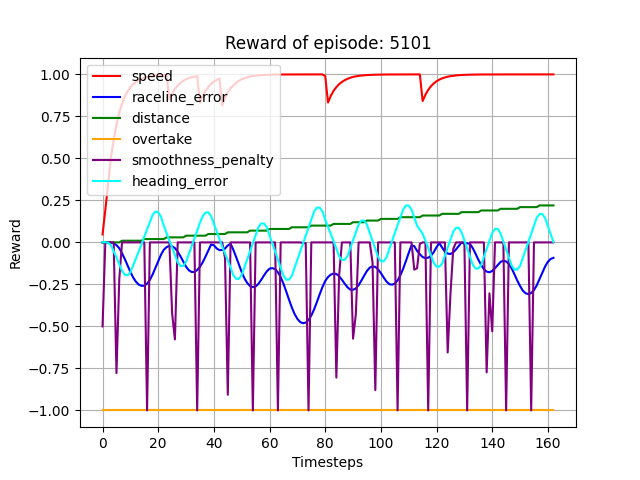 Reward of episode: 5101
Reward
1.00
0.75
0.50
0.25
0.00
−0.25
−0.50
−0.75
−1.00
speed
raceline_error
distance
overtake
smoothness_penalty
heading_error
0 20 40 60 80 100 120 140 160
Timesteps